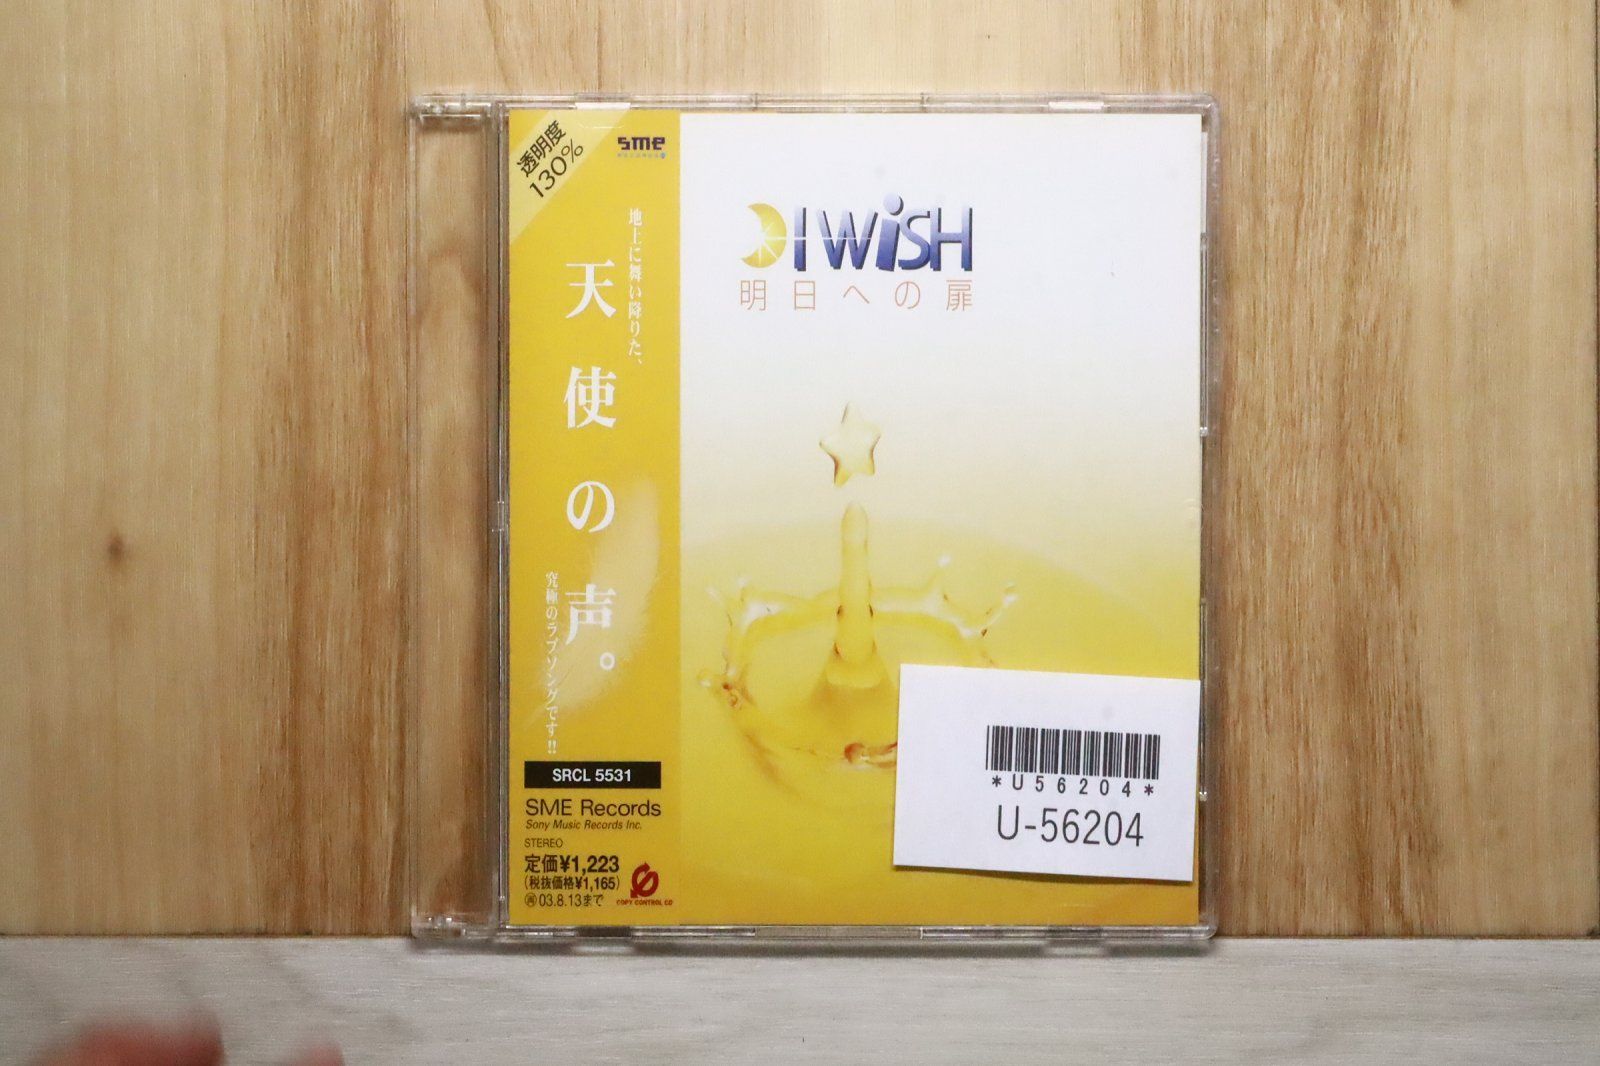 透明度
130%
sme
地上に舞い降りた、
天使の声。
究極のラブソングです!!
SRCL 5531
SME Records
Sony Music Records Inc.
STEREO
定価¥1,223
(税抜価格¥1,165)
再03.8.13まで
COPY CONTROL CD
I WiSH
明日への扉
*U56204*
U-56204